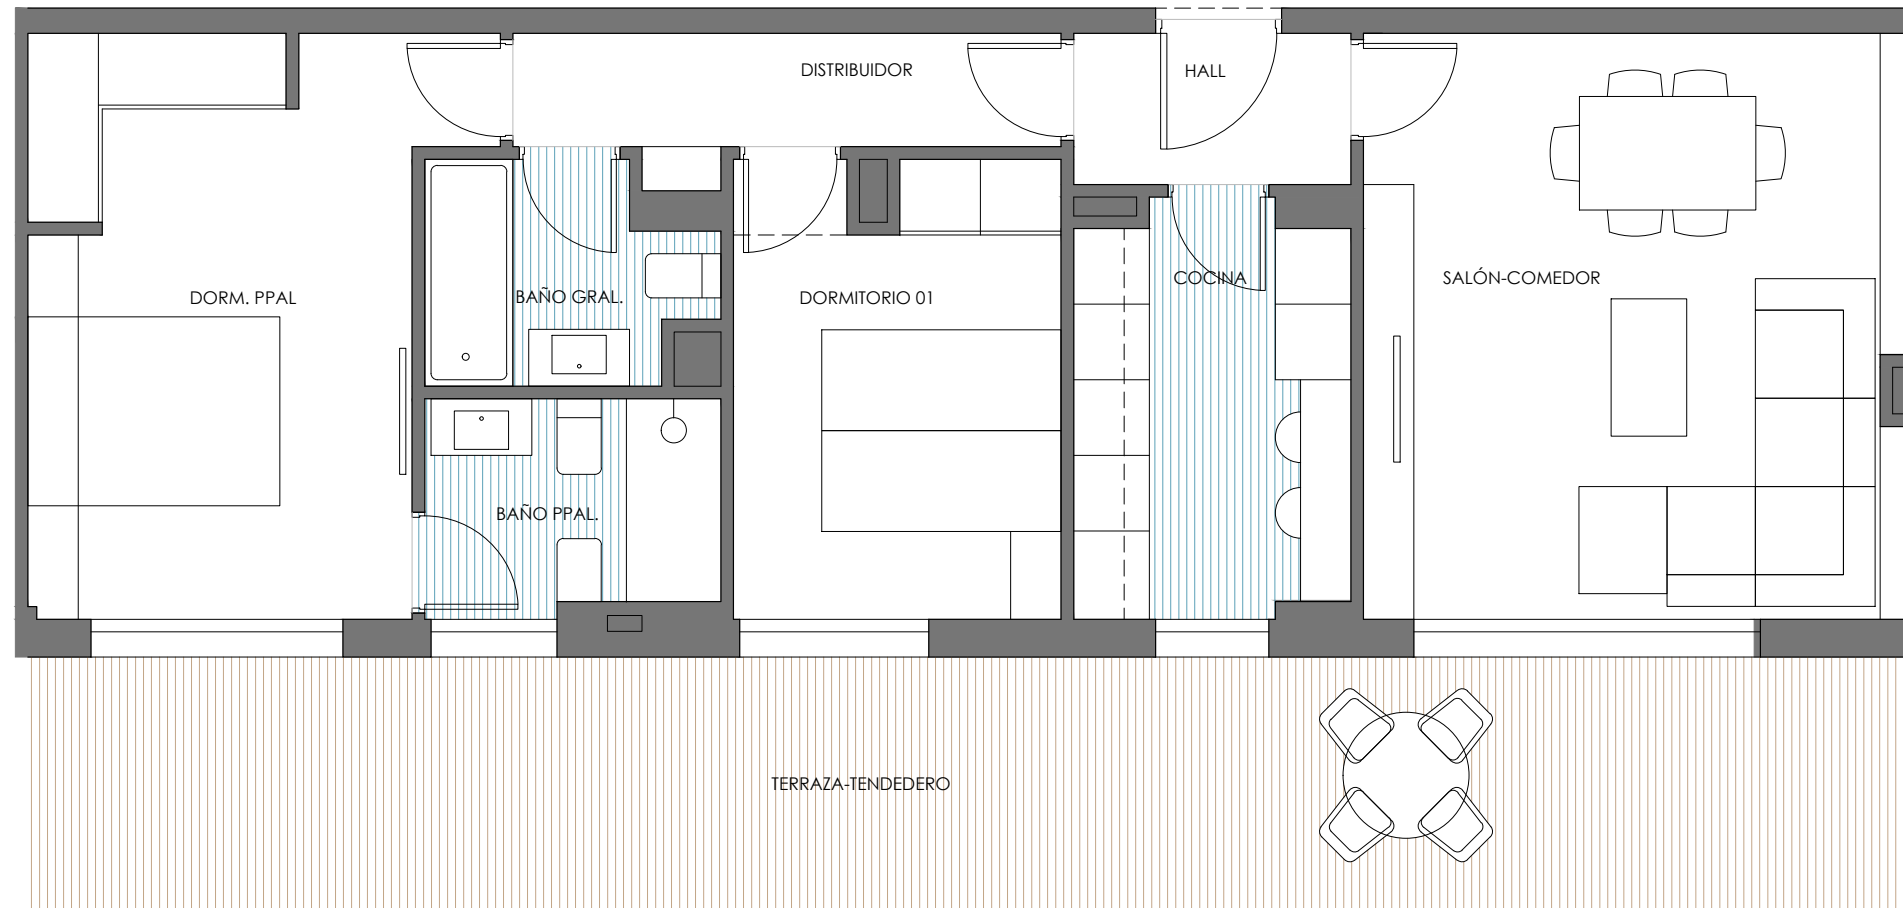 DISTRIBUIDOR
HALL
DORM. PPAL
BAÑO GRAL.
DORMITORIO 01
COCINA
SALÓN-COMEDOR
BAÑO PPAL.
TERRAZA-TENDEDERO